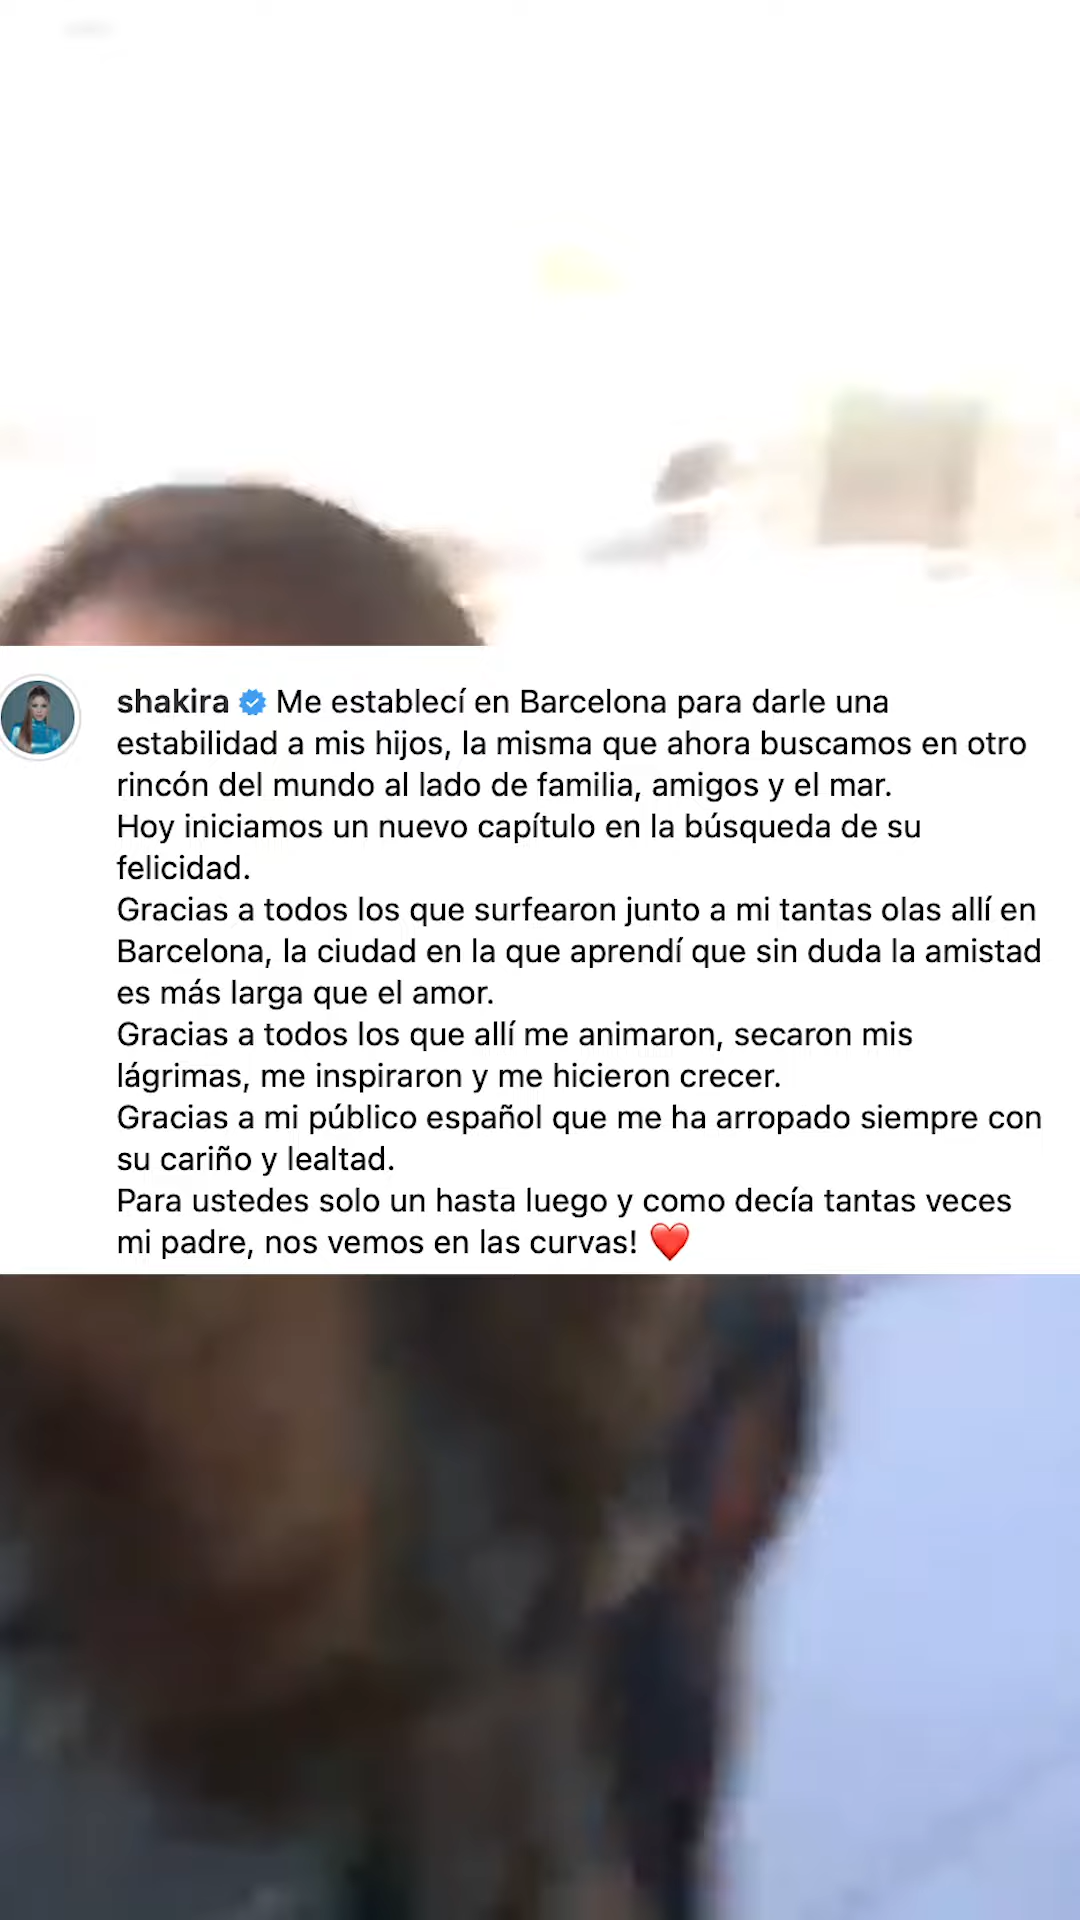 shakira Me establecí en Barcelona para darle una
estabilidad a mis hijos, la misma que ahora buscamos en otro
rincón del mundo al lado de familia, amigos y el mar.
Hoy iniciamos un nuevo capítulo en la búsqueda de su
felicidad.
Gracias a todos los que surfearon junto a mi tantas olas allí en
Barcelona, la ciudad en la que aprendí que sin duda la amistad
es más larga que el amor.
Gracias a todos los que allí me animaron, secaron mis
lágrimas, me inspiraron y me hicieron crecer.
Gracias a mi público español que me ha arropado siempre con
su cariño y lealtad.
Para ustedes solo un hasta luego y como decía tantas veces
mi padre, nos vemos en las curvas! ❤️